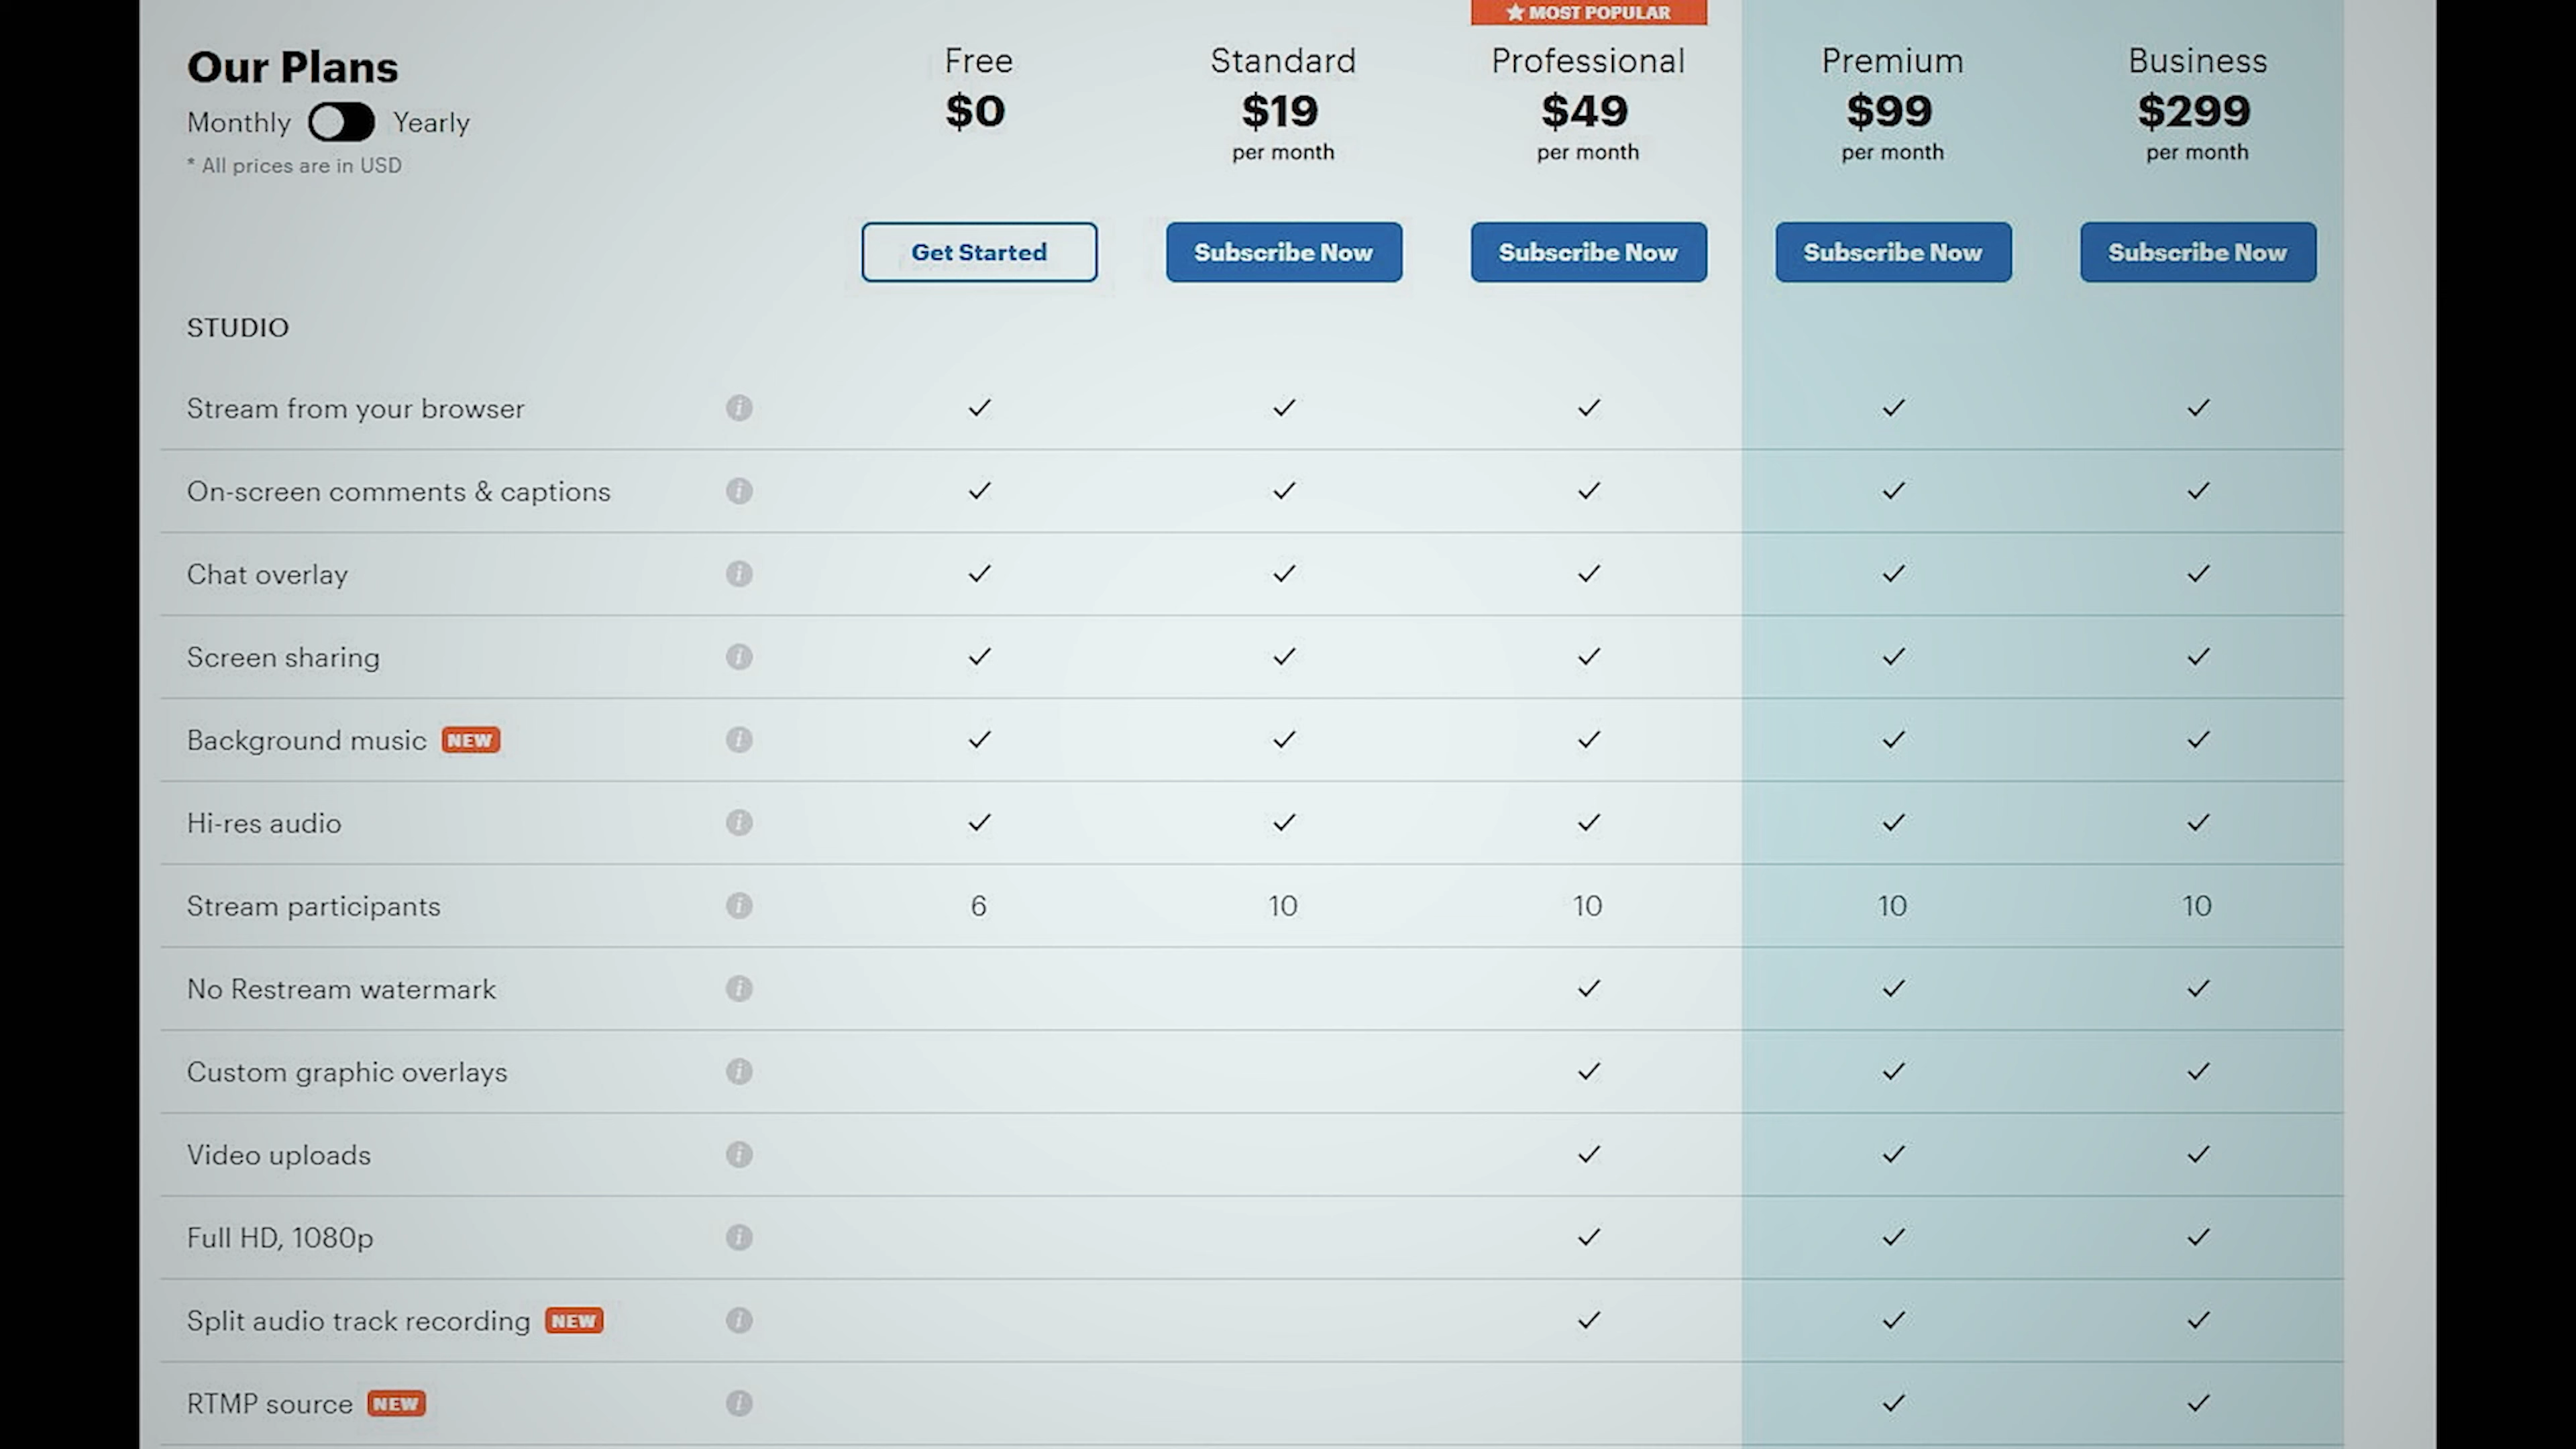 ★ MOST POPULAR
Our Plans
Monthly Yearly
* All prices are in USD
Free Standard Professional Premium Business
$0 $19 $49 $99 $299
per month per month per month per month
Get Started Subscribe Now Subscribe Now Subscribe Now Subscribe Now
STUDIO
Stream from your browser i ✓ ✓ ✓ ✓ ✓
On-screen comments & captions i ✓ ✓ ✓ ✓ ✓
Chat overlay i ✓ ✓ ✓ ✓ ✓
Screen sharing i ✓ ✓ ✓ ✓ ✓
Background music NEW i ✓ ✓ ✓ ✓ ✓
Hi-res audio i ✓ ✓ ✓ ✓ ✓
Stream participants i 6 10 10 10 10
No Restream watermark i ✓ ✓ ✓
Custom graphic overlays i ✓ ✓ ✓
Video uploads i ✓ ✓ ✓
Full HD, 1080p i ✓ ✓ ✓
Split audio track recording NEW i ✓ ✓ ✓
RTMP source NEW i ✓ ✓